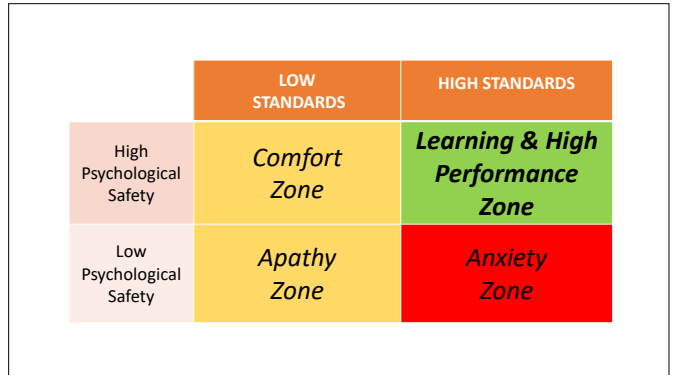 LOW
STANDARDS
HIGH STANDARDS
High
Psychological
Safety
Comfort
Zone
Learning & High
Performance
Zone
Low
Psychological
Safety
Apathy
Zone
Anxiety
Zone